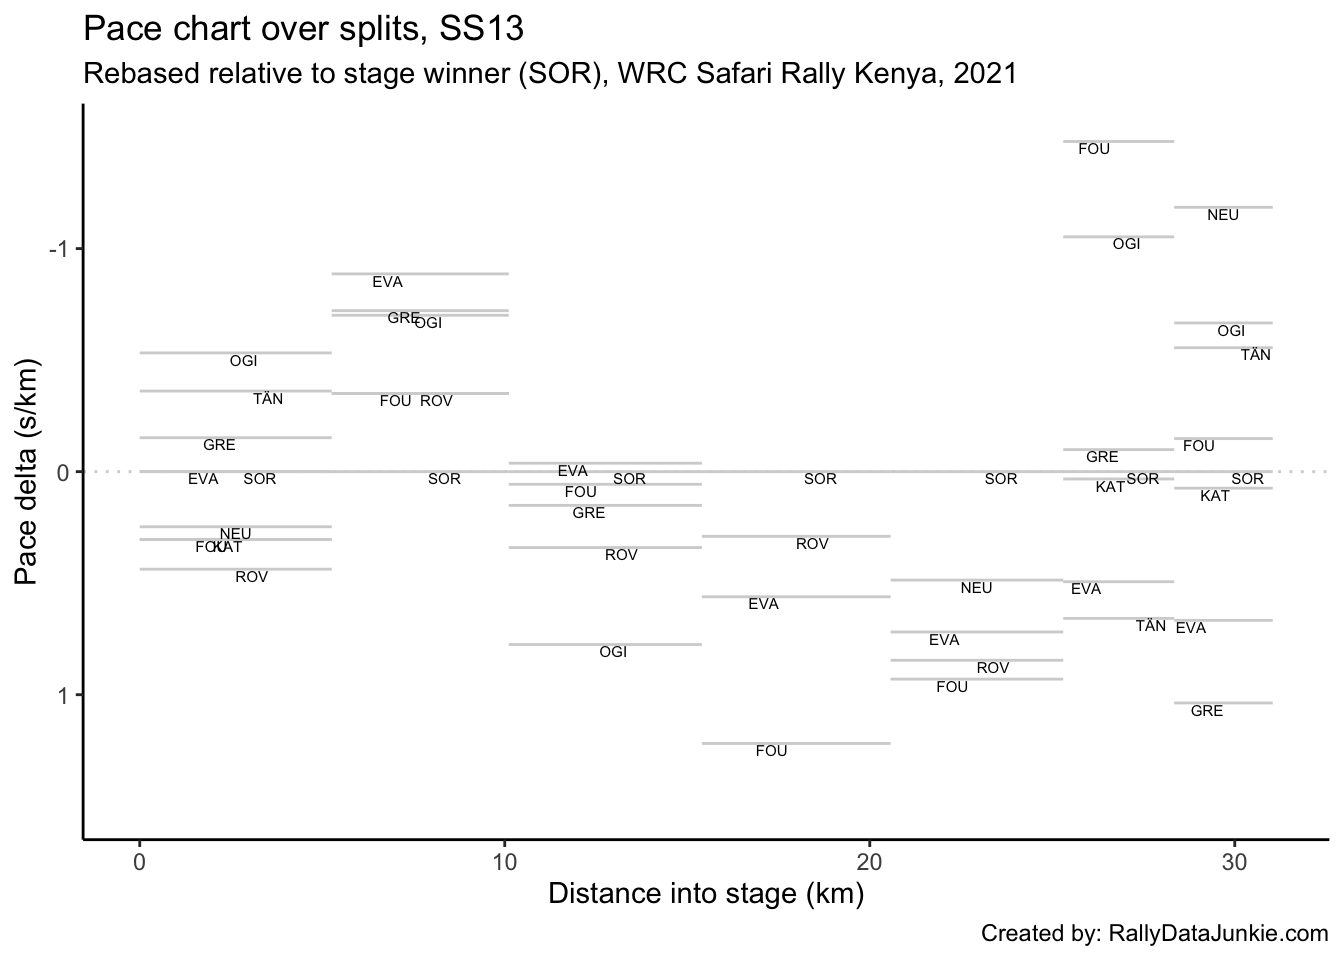 Pace chart over splits, SS13
Rebased relative to stage winner (SOR), WRC Safari Rally Kenya, 2021
Pace delta (s/km)
-1
0
1
OGI
TÄN
GRE
EVA SOR
NEU
FOU KAT
ROV
EVA
GRE OGI
FOU ROV
SOR
EVA
SOR
FOU
GRE
ROV
OGI
SOR
ROV
EVA
FOU
SOR
NEU
EVA
ROV
FOU
FOU
OGI
GRE
SOR
KAT
EVA
TÄN
NEU
OGI
TÄN
FOU
SOR
KAT
EVA
GRE
0 10 20 30
Distance into stage (km)
Created by: RallyDataJunkie.com